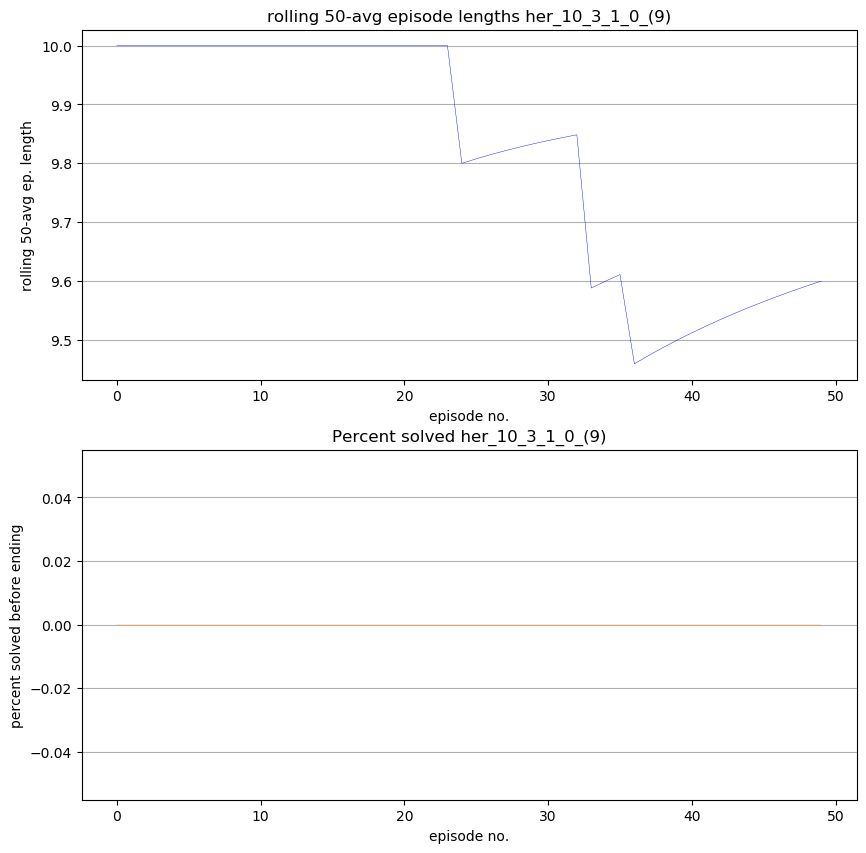 rolling 50-avg episode lengths her_10_3_1_0_(9)
rolling 50-avg ep. length
10.0
9.9
9.8
9.7
9.6
9.5
0 10 20 30 40 50
episode no.
Percent solved her_10_3_1_0_(9)
percent solved before ending
0.04
0.02
0.00
−0.02
−0.04
0 10 20 30 40 50
episode no.